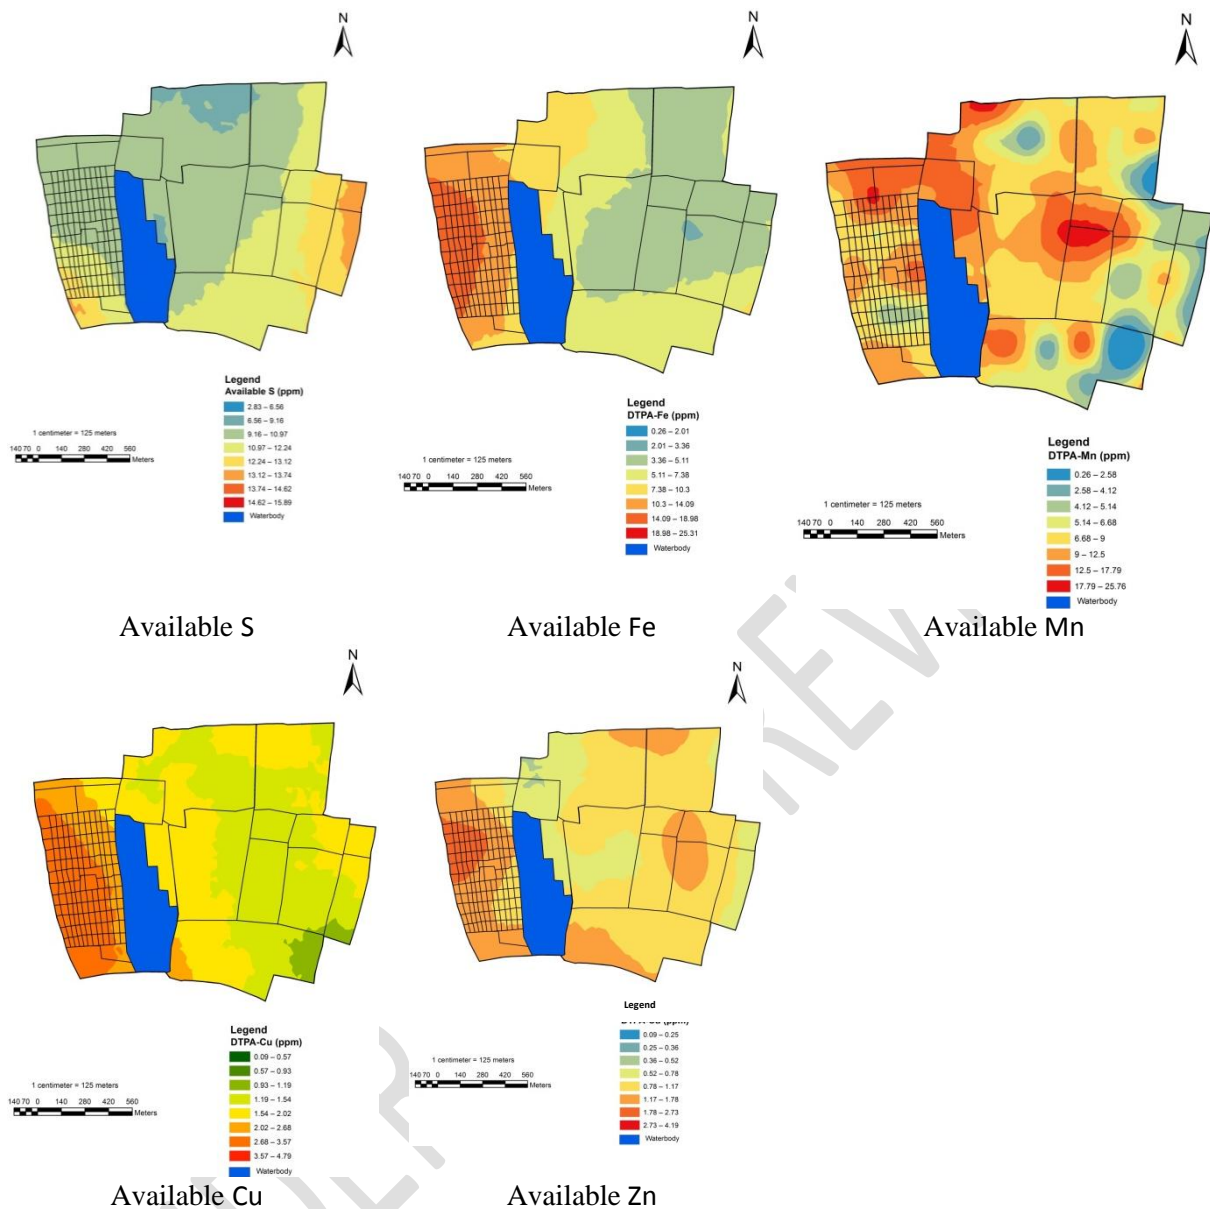 N
Legend
Available S (ppm)
2.83 – 6.56
6.56 – 9.16
9.16 – 10.97
10.97 – 12.24
12.24 – 13.12
13.12 – 13.74
13.74 – 14.62
14.62 – 15.89
Waterbody
1 centimeter = 125 meters
140 70 0 140 280 420 560
Meters
Available S
N
Legend
DTPA-Fe (ppm)
0.26 – 2.01
2.01 – 3.36
3.36 – 5.11
5.11 – 7.38
7.38 – 10.3
10.3 – 14.09
14.09 – 18.98
18.98 – 25.31
Waterbody
1 centimeter = 125 meters
140 70 0 140 280 420 560
Meters
Available Fe
N
Legend
DTPA-Mn (ppm)
0.26 – 2.58
2.58 – 4.12
4.12 – 5.14
5.14 – 6.68
6.68 – 9
9 – 12.5
12.5 – 17.79
17.79 – 25.76
Waterbody
1 centimeter = 125 meters
140 70 0 140 280 420 560
Meters
Available Mn
N
Legend
DTPA-Cu (ppm)
0.09 – 0.57
0.57 – 0.93
0.93 – 1.19
1.19 – 1.54
1.54 – 2.02
2.02 – 2.68
2.68 – 3.57
3.57 – 4.79
Waterbody
1 centimeter = 125 meters
140 70 0 140 280 420 560
Meters
Available Cu
N
Legend
(ppm)
0.09 – 0.25
0.25 – 0.36
0.36 – 0.52
0.52 – 0.78
0.78 – 1.17
1.17 – 1.78
1.78 – 2.73
2.73 – 4.19
Waterbody
1 centimeter = 125 meters
140 70 0 140 280 420 560
Meters
Available Zn